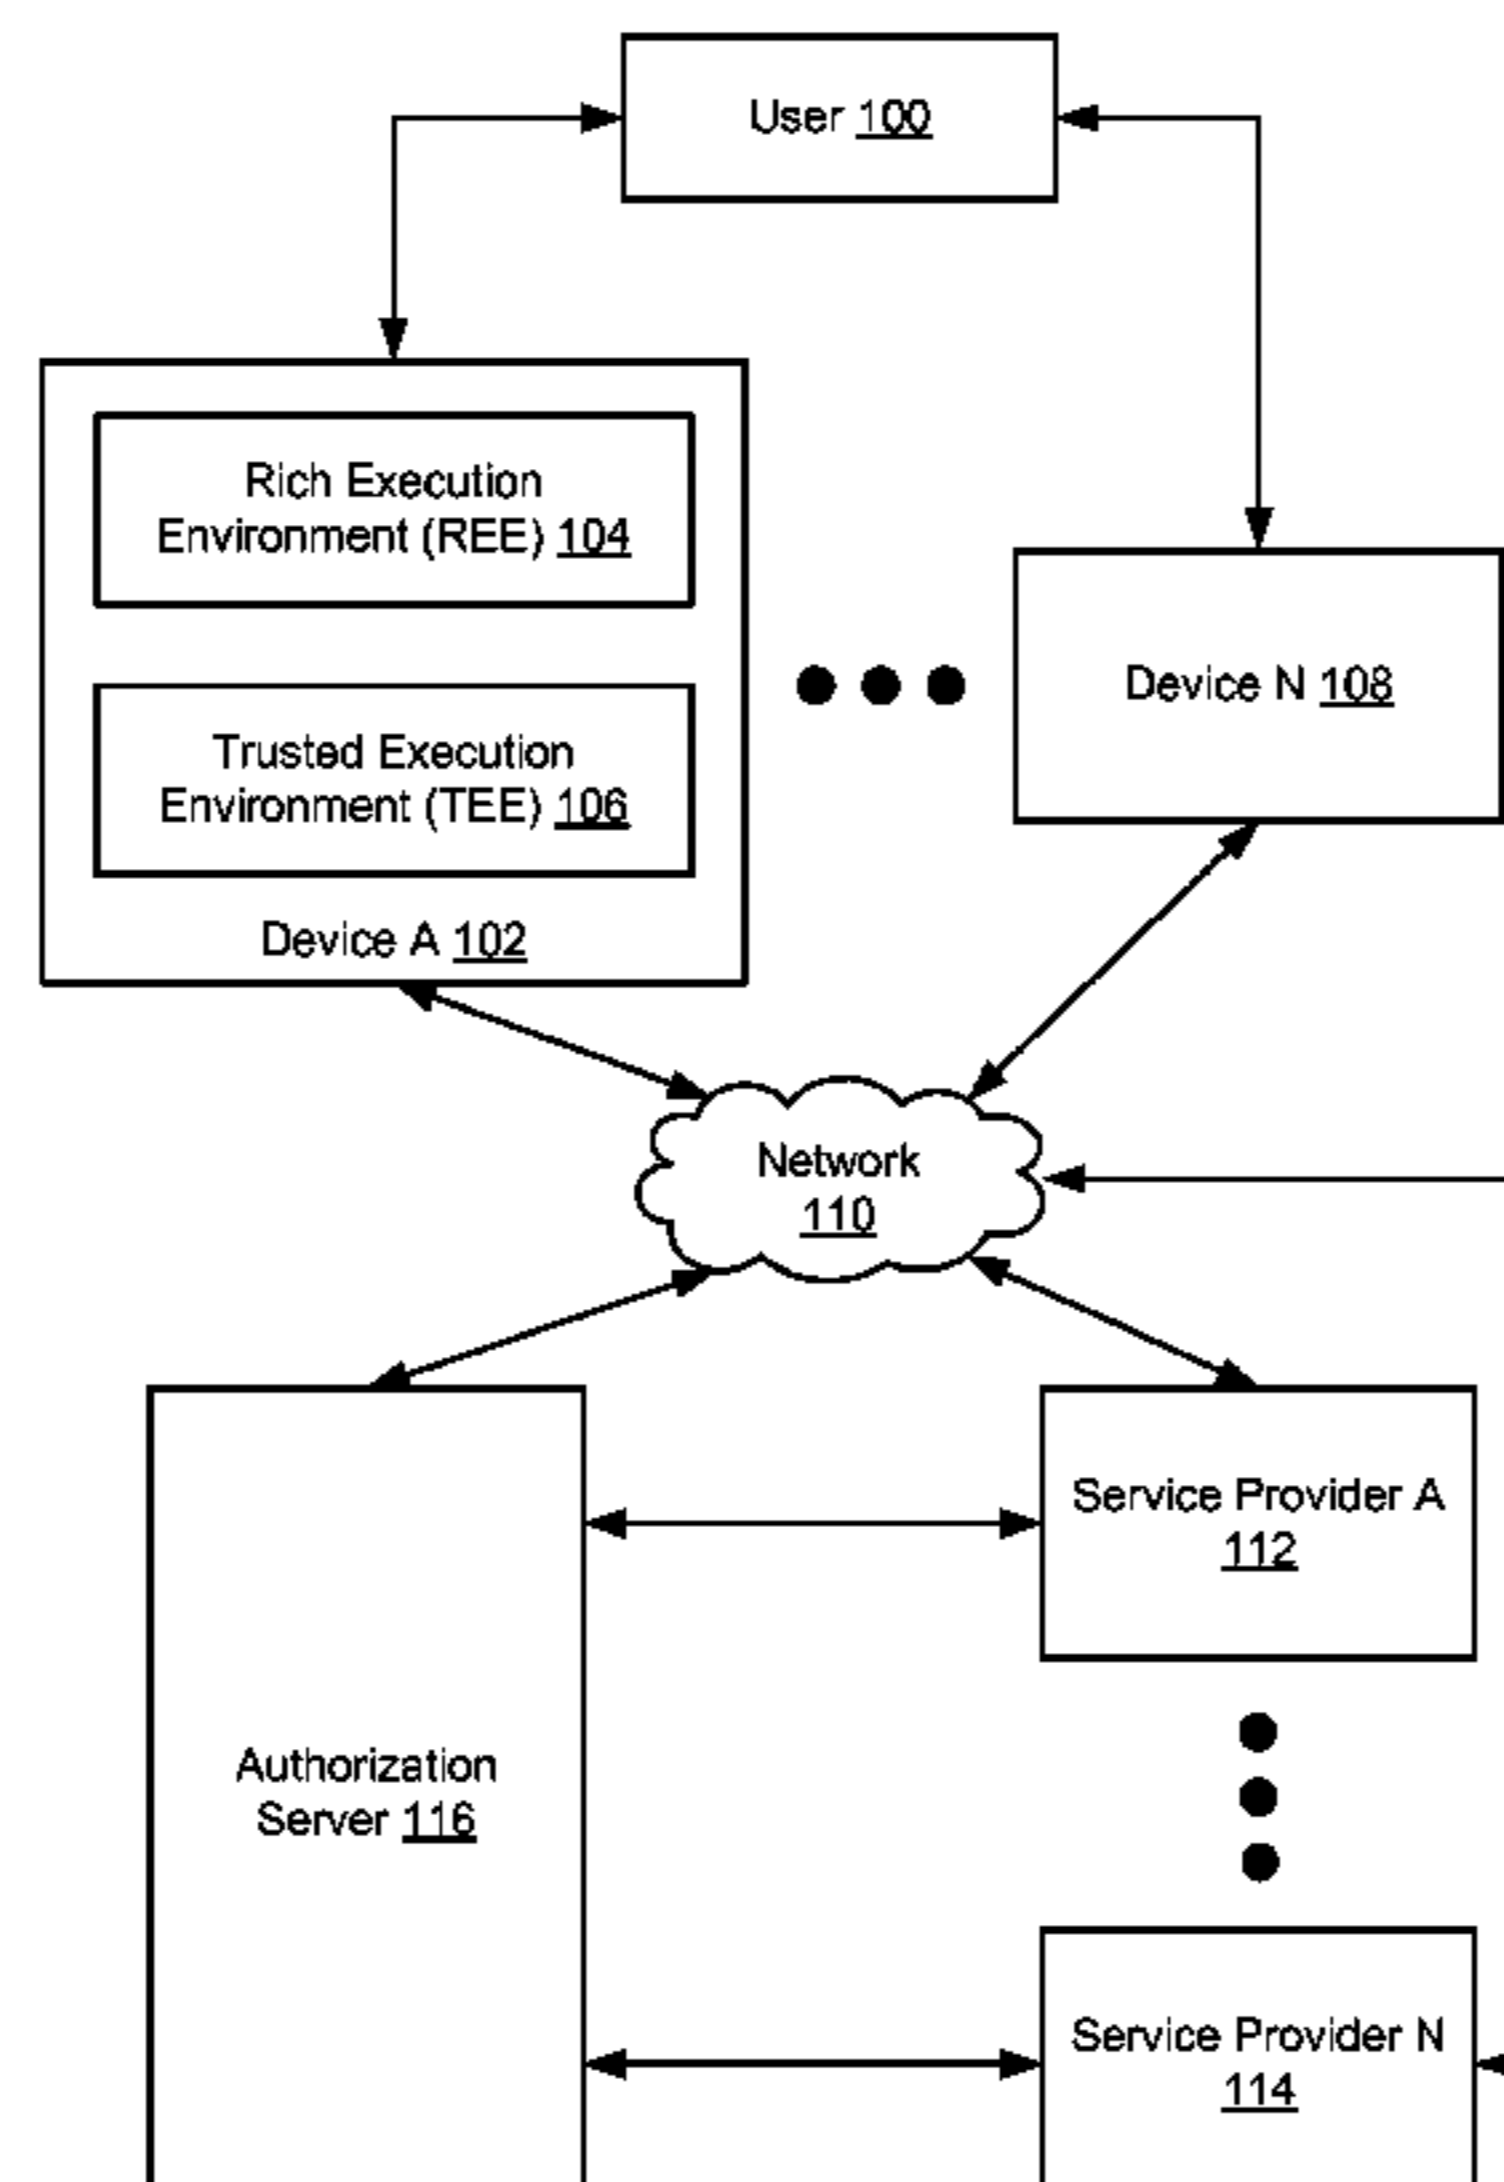 User 100
Rich Execution
Environment (REE) 104
Trusted Execution
Environment (TEE) 106
Device A 102
Device N 108
Network
110
Service Provider A
112
Authorization
Server 116
Service Provider N
114